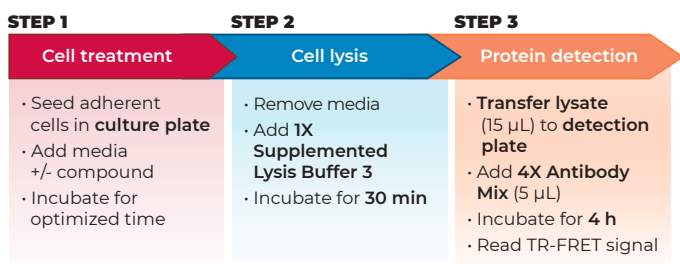 STEP 1
Cell treatment
· Seed adherent
cells in culture plate
· Add media
+/- compound
· Incubate for
optimized time
STEP 2
Cell lysis
· Remove media
· Add 1X
Supplemented
Lysis Buffer 3
· Incubate for 30 min
STEP 3
Protein detection
· Transfer lysate
(15 µL) to detection
plate
· Add 4X Antibody
Mix (5 µL)
· Incubate for 4 h
· Read TR-FRET signal